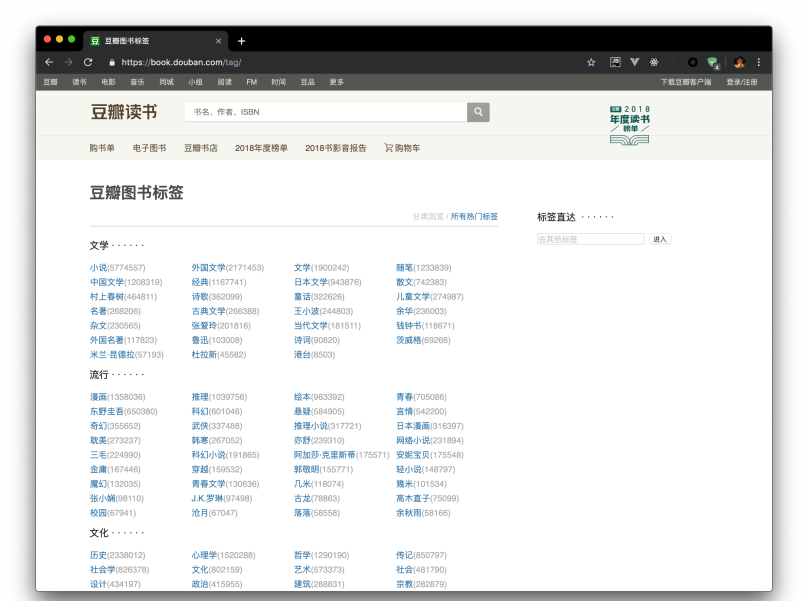 豆瓣图书标签
https://book.douban.com/tag/
豆瓣 读书 电影 音乐 同城 小组 阅读 FM 时间 豆品 更多 下载豆瓣客户端 登录/注册
豆瓣读书 书名、作者、ISBN
豆瓣 2018
年度读书
榜单
购书单 电子图书 豆瓣书店 2018年度榜单 2018书影音报告 购物车
豆瓣图书标签
分类浏览 / 所有热门标签
标签直达 · · · · · ·
去其他标签 进入
文学 · · · · · ·
小说(5774557) 外国文学(2171453) 文学(1900242) 随笔(1233839)
中国文学(1208319) 经典(1167741) 日本文学(943876) 散文(742383)
村上春树(464811) 诗歌(362099) 童话(322626) 儿童文学(274987)
名著(268206) 古典文学(266388) 王小波(244803) 余华(236003)
杂文(230565) 张爱玲(201816) 当代文学(181511) 钱钟书(118671)
外国名著(117823) 鲁迅(103008) 诗词(90820) 茨威格(69266)
米兰·昆德拉(57193) 杜拉斯(45582) 港台(8503)
流行 · · · · · ·
漫画(1358036) 推理(1039756) 绘本(963392) 青春(705086)
东野圭吾(650380) 科幻(601046) 悬疑(584905) 言情(542200)
奇幻(355652) 武侠(337488) 推理小说(317721) 日本漫画(316397)
耽美(273237) 韩寒(267052) 亦舒(239310) 网络小说(231894)
三毛(224990) 科幻小说(191865) 阿加莎·克里斯蒂(175571) 安妮宝贝(175548)
金庸(167446) 穿越(159532) 郭敬明(155771) 轻小说(148797)
魔幻(132035) 青春文学(130636) 几米(118074) 幾米(101534)
张小娴(98110) J.K.罗琳(97498) 古龙(78863) 高木直子(75099)
校园(67941) 沧月(67047) 落落(58558) 余秋雨(58166)
文化 · · · · · ·
历史(2338012) 心理学(1520288) 哲学(1290190) 传记(850797)
社会学(826378) 文化(802159) 艺术(573373) 社会(481790)
设计(434197) 政治(415955) 建筑(288831) 宗教(282879)